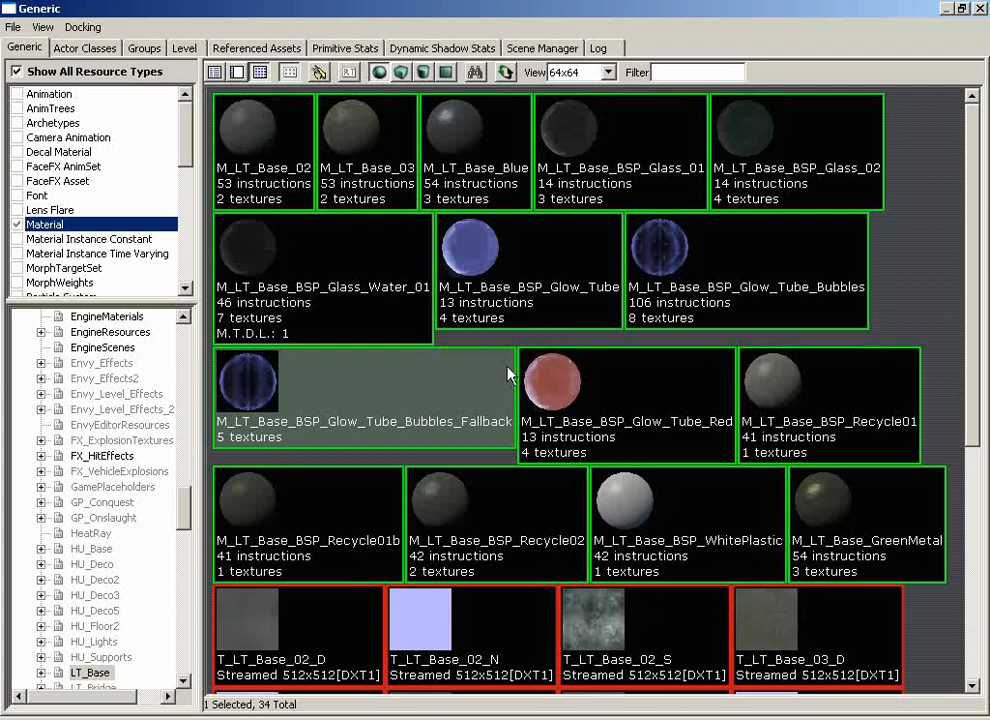 Generic
File View Docking
Generic Actor Classes Groups Level Referenced Assets Primitive Stats Dynamic Shadow Stats Scene Manager Log
Show All Resource Types
RT
View 64x64
Filter
Animation
AnimTrees
Archetypes
Camera Animation
Decal Material
FaceFX AnimSet
FaceFX Asset
Font
Lens Flare
Material
Material Instance Constant
Material Instance Time Varying
MorphTargetSet
MorphWeights
EngineMaterials
EngineResources
EngineScenes
Envy_Effects
Envy_Effects2
Envy_Level_Effects
Envy_Level_Effects_2
EnvyEditorResources
FX_ExplosionTextures
FX_HitEffects
FX_VehicleExplosions
GamePlaceholders
GP_Conquest
GP_Onslaught
HeatRay
HU_Base
HU_Deco
HU_Deco2
HU_Deco3
HU_Deco5
HU_Floor2
HU_Lights
HU_Supports
LT_Base
LT_Bridge
M_LT_Base_02
53 instructions
2 textures
M_LT_Base_03
53 instructions
2 textures
M_LT_Base_Blue
54 instructions
3 textures
M_LT_Base_BSP_Glass_01
14 instructions
3 textures
M_LT_Base_BSP_Glass_02
14 instructions
4 textures
M_LT_Base_BSP_Glass_Water_01
46 instructions
7 textures
M.T.D.L.: 1
M_LT_Base_BSP_Glow_Tube
13 instructions
4 textures
M_LT_Base_BSP_Glow_Tube_Bubbles
106 instructions
8 textures
M_LT_Base_BSP_Glow_Tube_Bubbles_Fallback
5 textures
M_LT_Base_BSP_Glow_Tube_Red
13 instructions
4 textures
M_LT_Base_BSP_Recycle01
41 instructions
1 textures
M_LT_Base_BSP_Recycle01b
41 instructions
1 textures
M_LT_Base_BSP_Recycle02
42 instructions
2 textures
M_LT_Base_BSP_WhitePlastic
42 instructions
1 textures
M_LT_Base_GreenMetal
54 instructions
3 textures
T_LT_Base_02_D
Streamed 512x512[DXT1]
T_LT_Base_02_N
Streamed 512x512[DXT1]
T_LT_Base_02_S
Streamed 512x512[DXT1]
T_LT_Base_03_D
Streamed 512x512[DXT1]
1 Selected, 34 Total